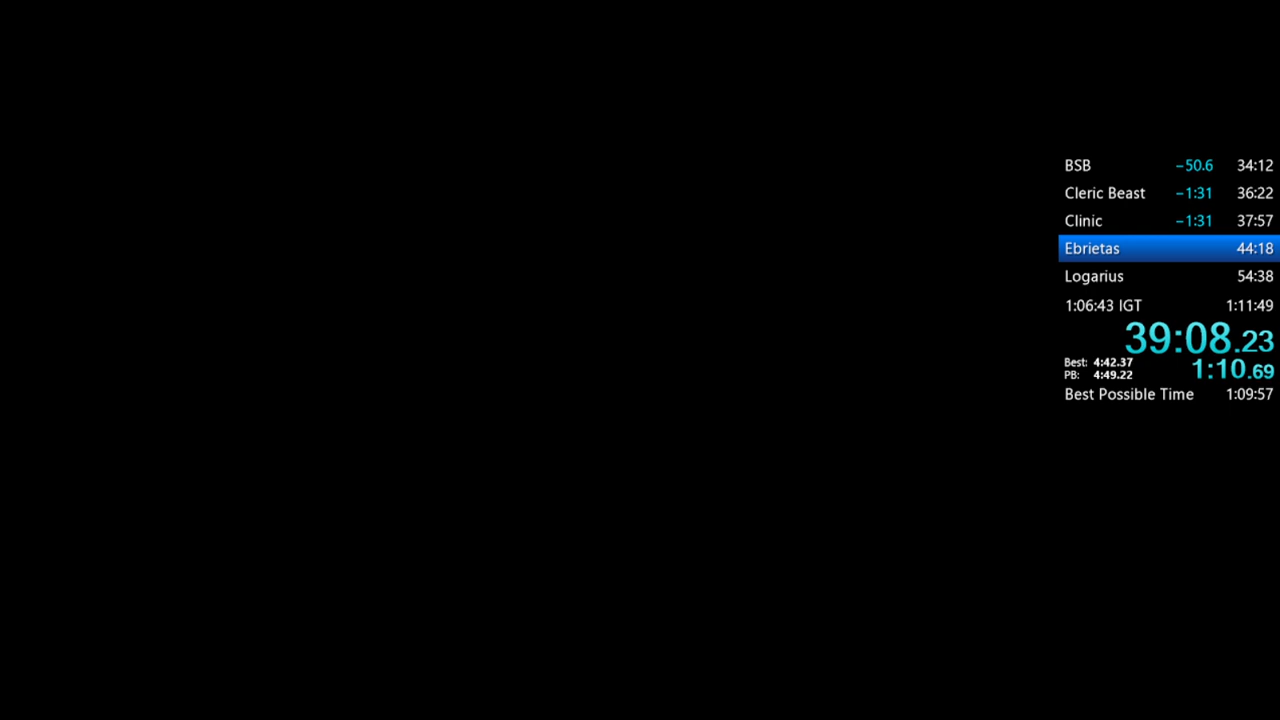 BSB −50.6 34:12
Cleric Beast −1:31 36:22
Clinic −1:31 37:57
Ebrietas 44:18
Logarius 54:38
1:06:43 IGT 1:11:49
39:08.23
Best: 4:42.37 1:10.69
PB: 4:49.22
Best Possible Time 1:09:57